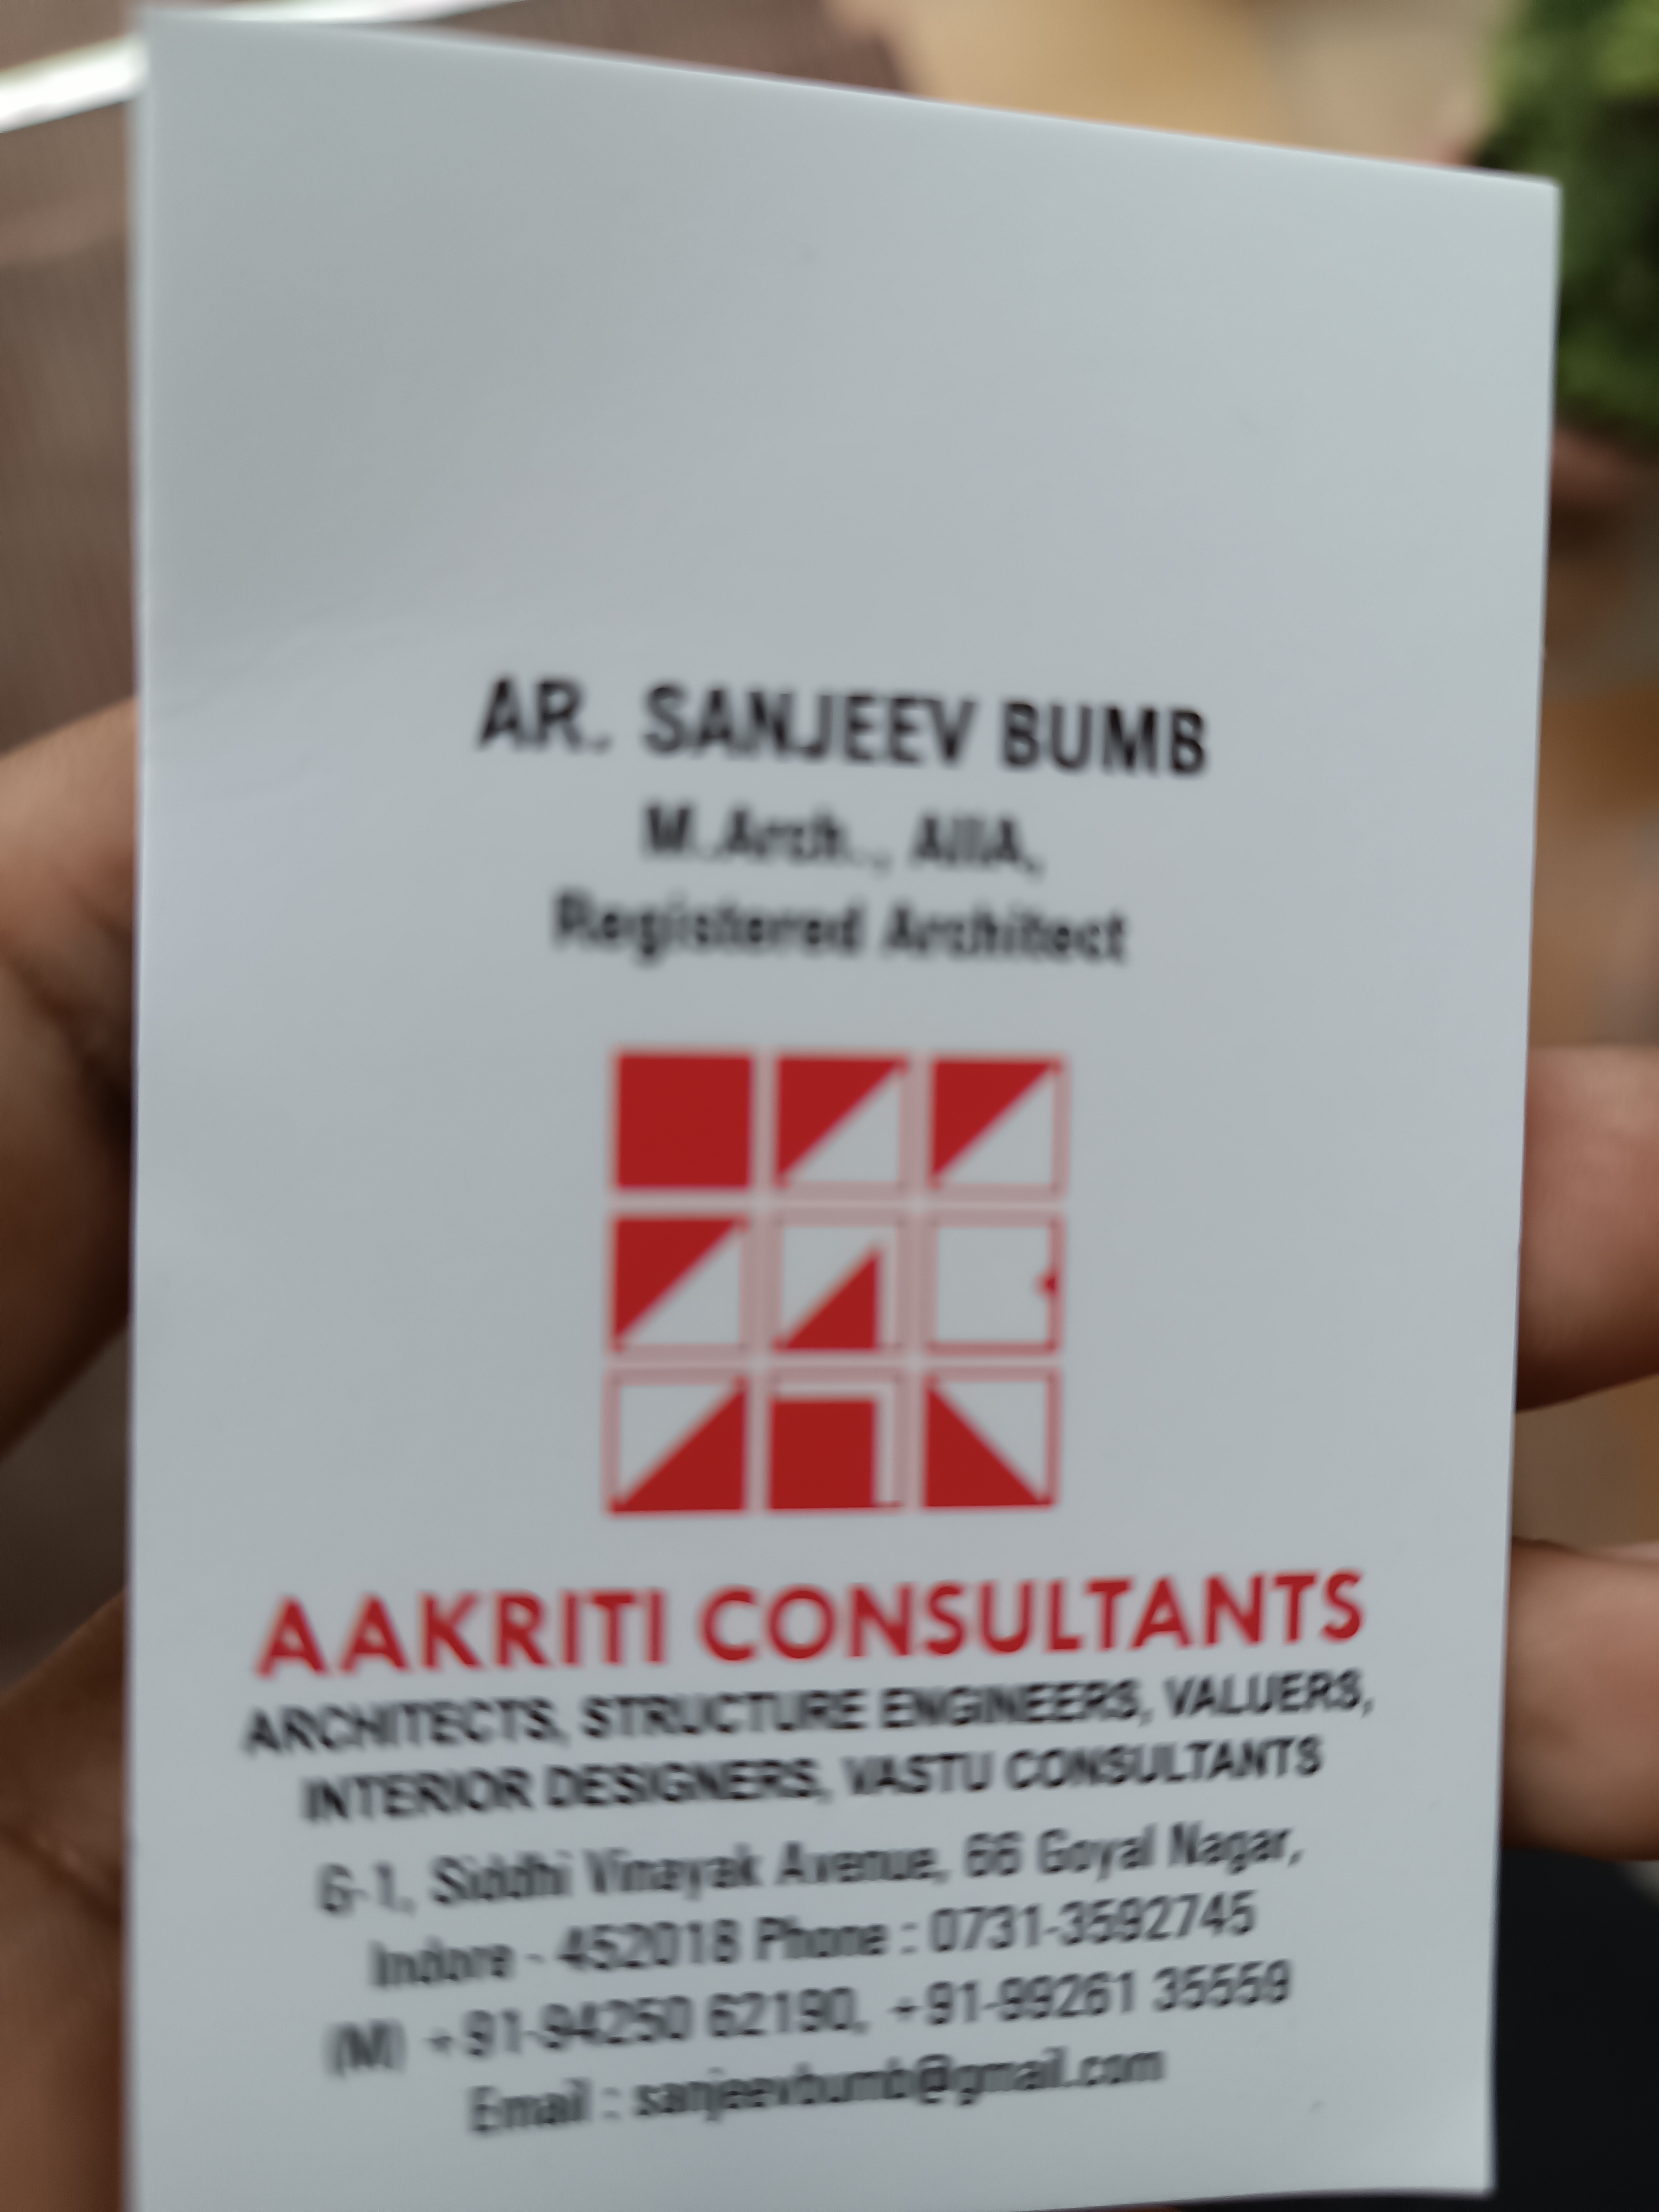 AR. SANJEEV BUMB
M.Arch., AIIA,
Registered Architect
AAKRITI CONSULTANTS
ARCHITECTS, STRUCTURE ENGINEERS, VALUERS,
INTERIOR DESIGNERS, VASTU CONSULTANTS
G-1, Siddhi Vinayak Avenue, 66 Goyal Nagar,
Indore - 452018 Phone : 0731-3592745
(M) +91-94250 62190, +91-99261 35559
Email : sanjeevbumb@gmail.com